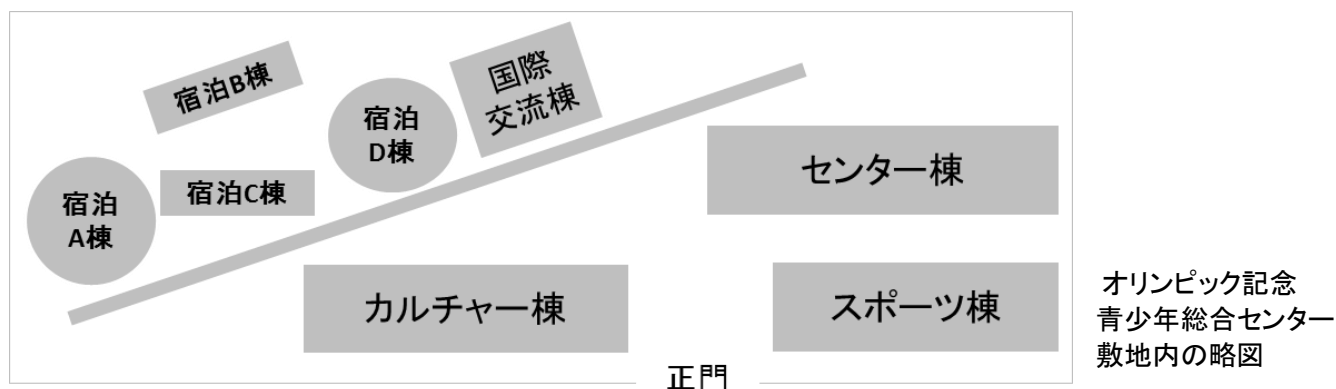 宿泊B棟
宿泊
D棟
国際
交流棟
センター棟
宿泊
A棟
宿泊C棟
カルチャー棟
スポーツ棟
正門
オリンピック記念
青少年総合センター
敷地内の略図